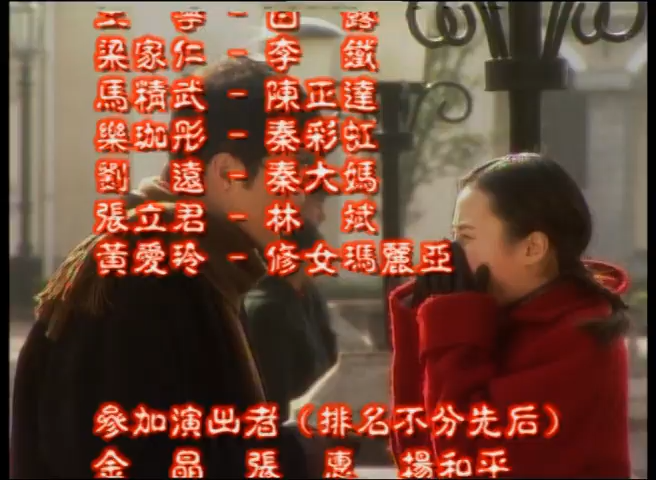 梁家仁 - 李 鐵
馬精武 - 陳正達
樂珈彤 - 秦彩虹
劉 遠 - 秦大媽
張立君 - 林 斌
黃愛玲 - 修女瑪麗亞
參加演出者（排名不分先后）
金 晶 張 惠 楊和平